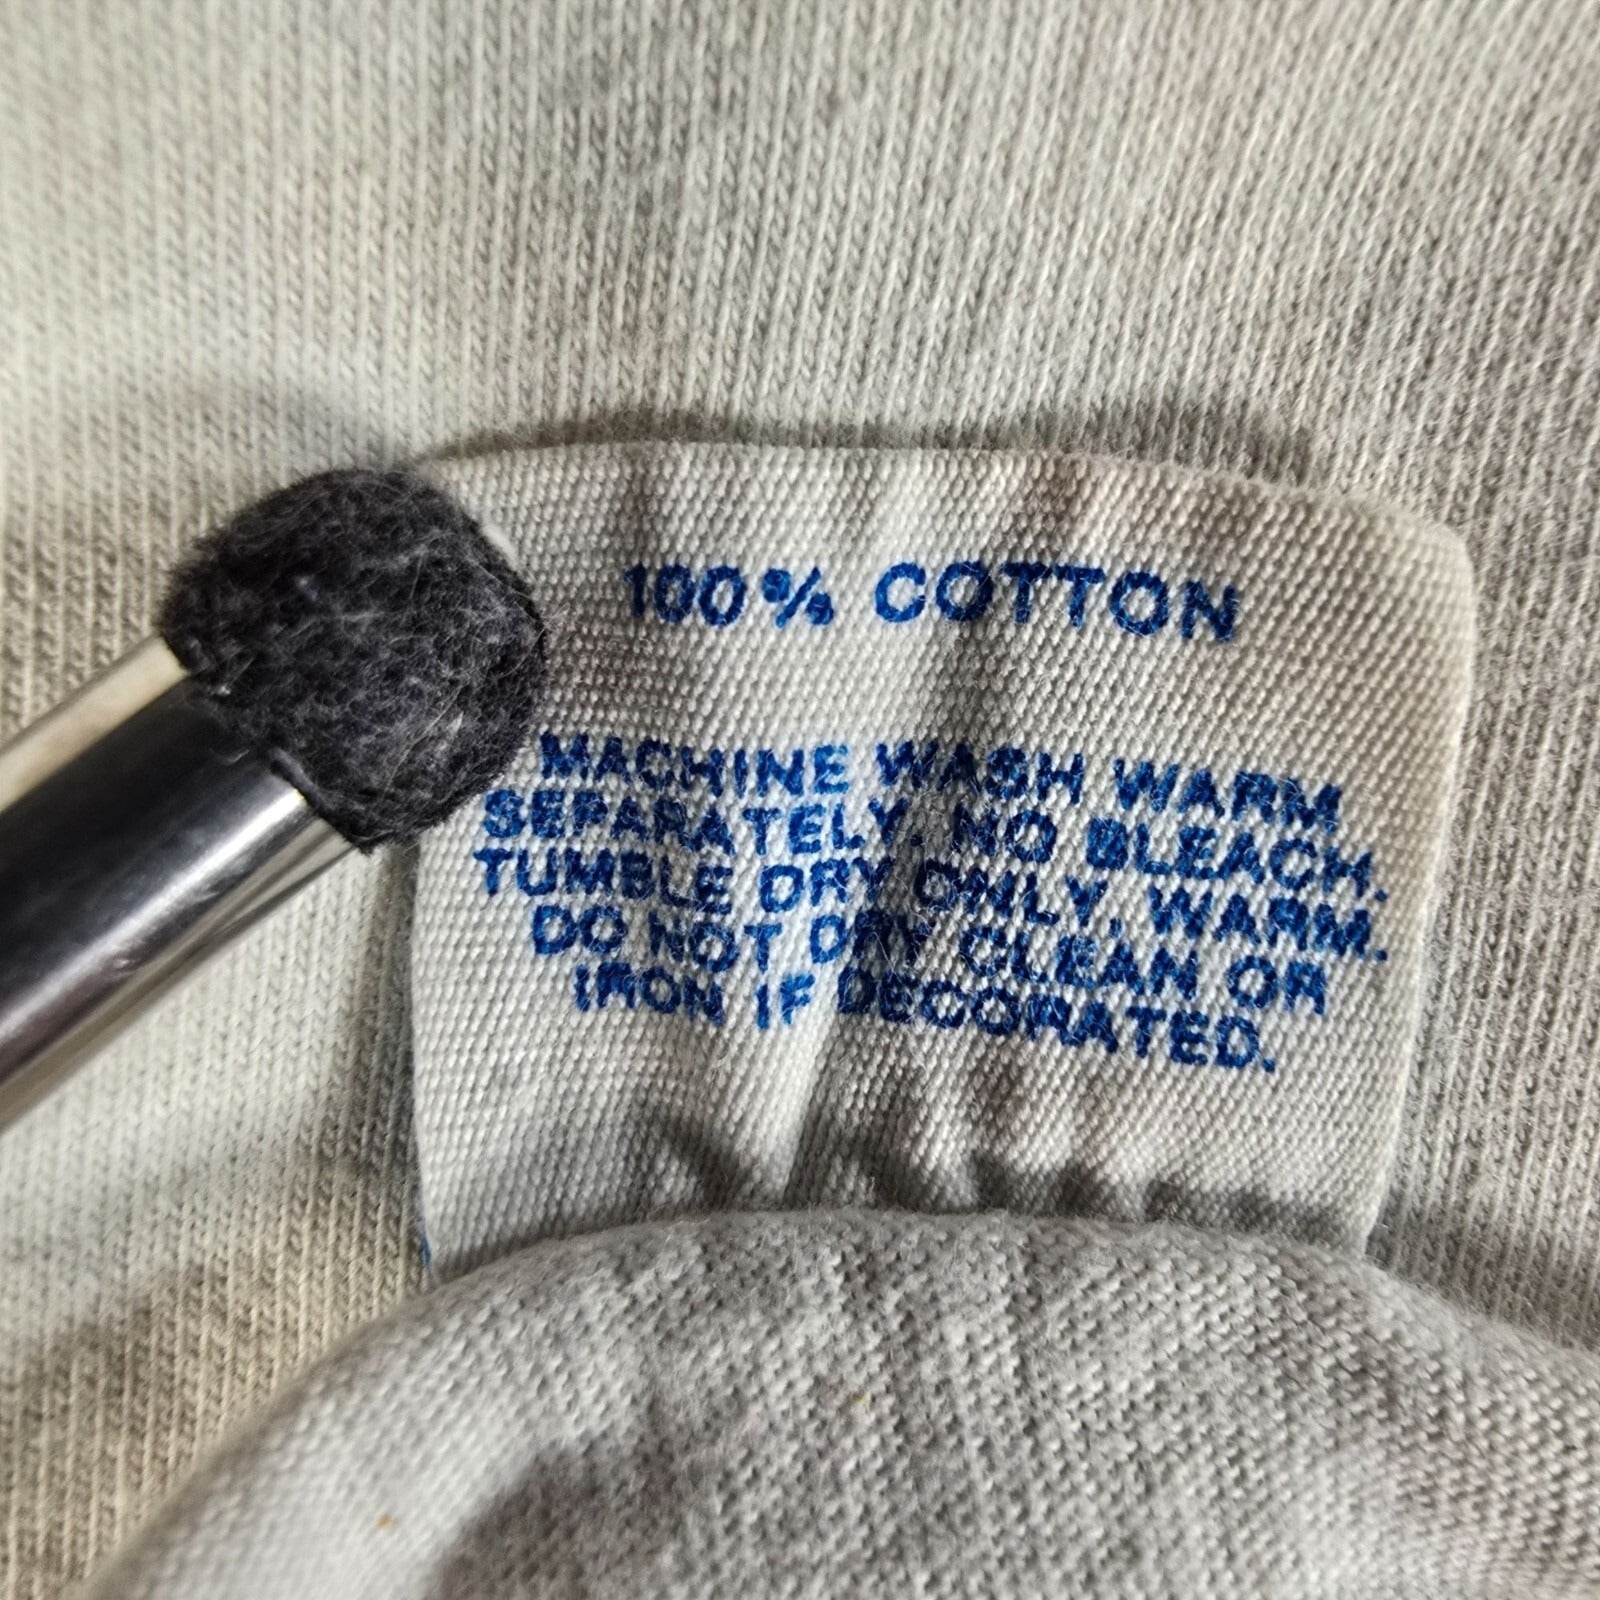 100% COTTON
MACHINE WASH WARM
SEPARATELY. NO BLEACH.
TUMBLE DRY ONLY, WARM.
DO NOT DRY CLEAN OR
IRON IF DECORATED.